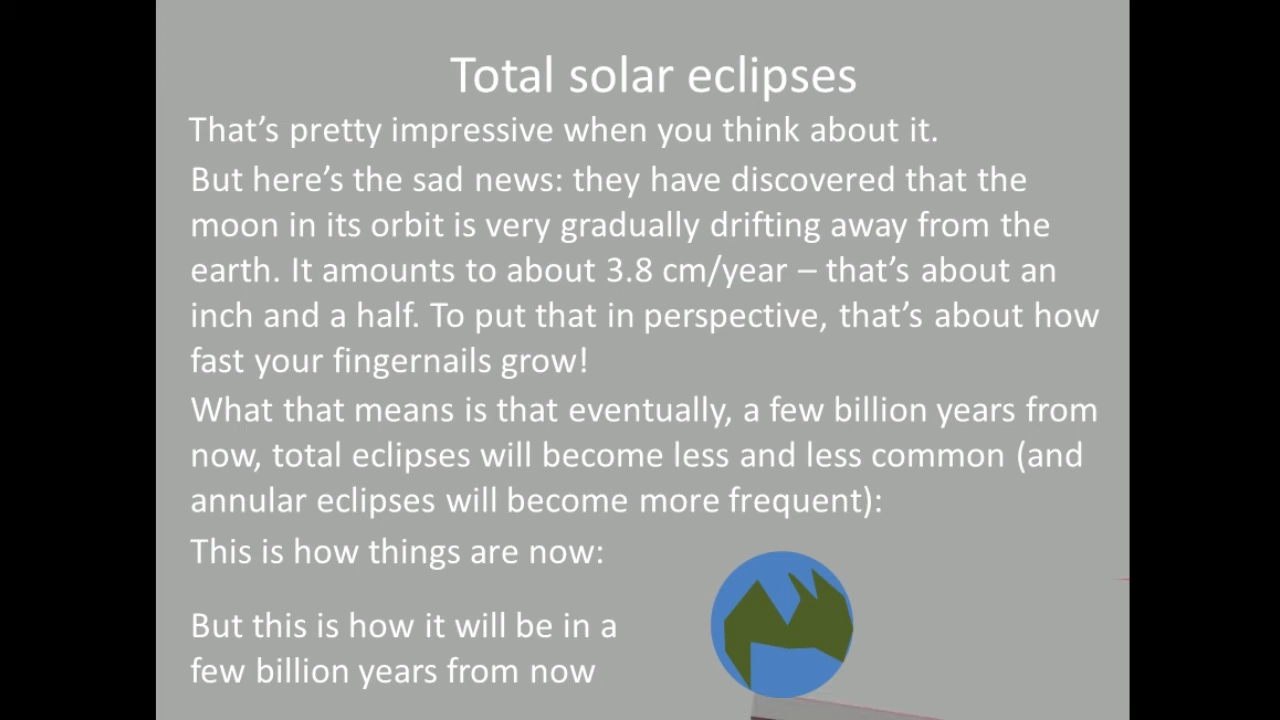 Total solar eclipses
That’s pretty impressive when you think about it.
But here’s the sad news: they have discovered that the
moon in its orbit is very gradually drifting away from the
earth. It amounts to about 3.8 cm/year – that’s about an
inch and a half. To put that in perspective, that’s about how
fast your fingernails grow!
What that means is that eventually, a few billion years from
now, total eclipses will become less and less common (and
annular eclipses will become more frequent):
This is how things are now:
But this is how it will be in a
few billion years from now